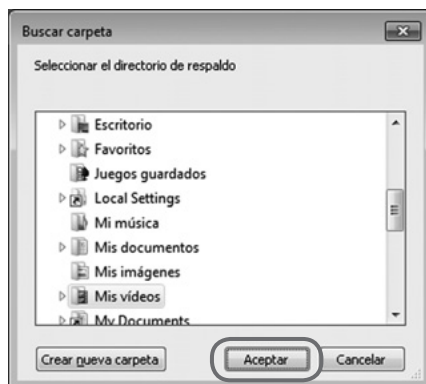 Buscar carpeta
Seleccionar el directorio de respaldo
Escritorio
Favoritos
Juegos guardados
Local Settings
Mi música
Mis documentos
Mis imágenes
Mis vídeos
My Documents
Crear nueva carpeta Aceptar Cancelar